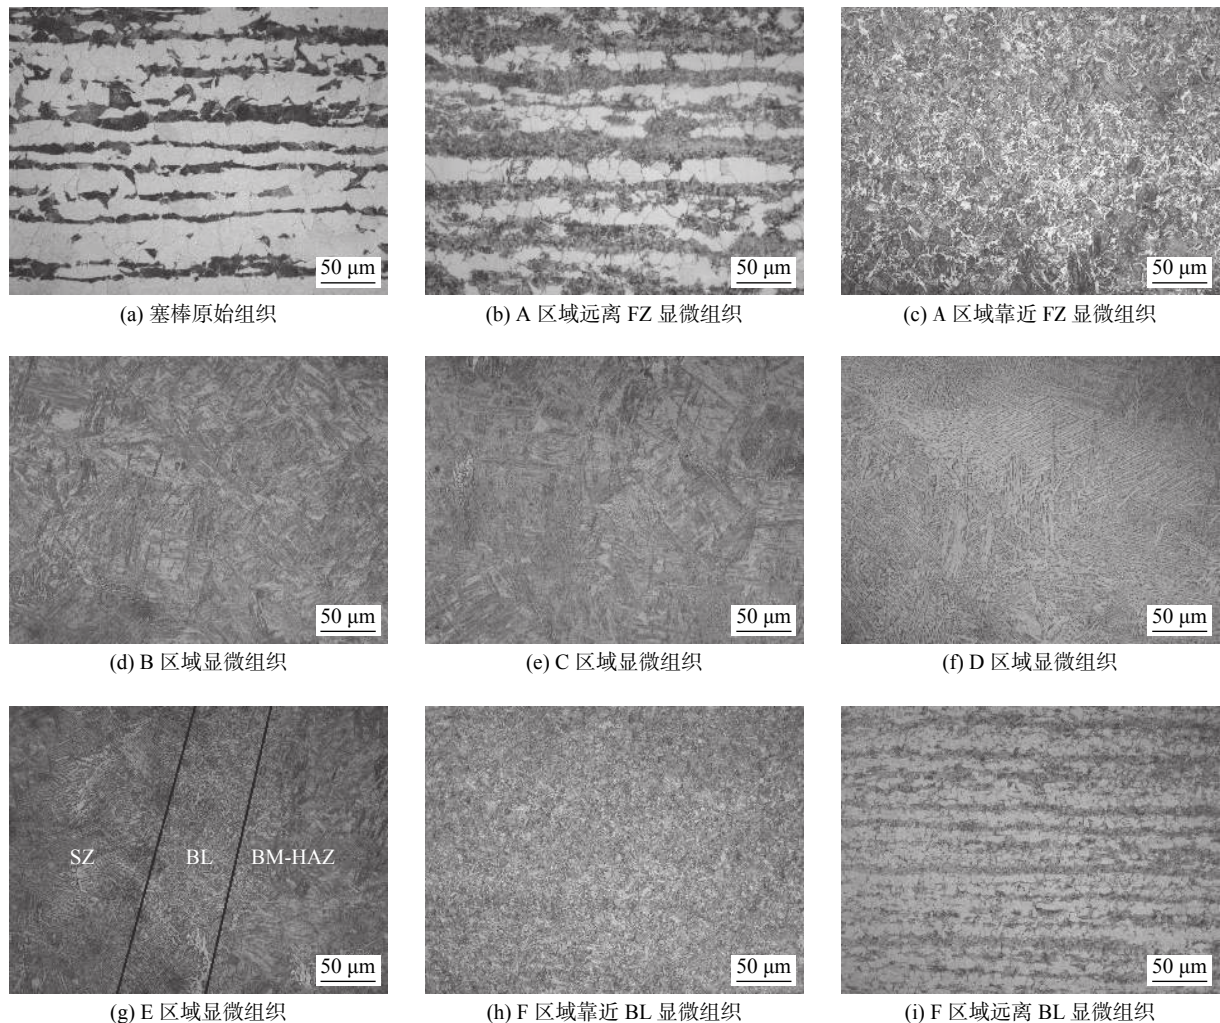 50 μm
50 μm
50 μm
(a) 塞棒原始组织
(b) A 区域远离 FZ 显微组织
(c) A 区域靠近 FZ 显微组织
50 μm
50 μm
50 μm
(d) B 区域显微组织
(e) C 区域显微组织
(f) D 区域显微组织
SZ
BL
BM-HAZ
50 μm
50 μm
50 μm
(g) E 区域显微组织
(h) F 区域靠近 BL 显微组织
(i) F 区域远离 BL 显微组织